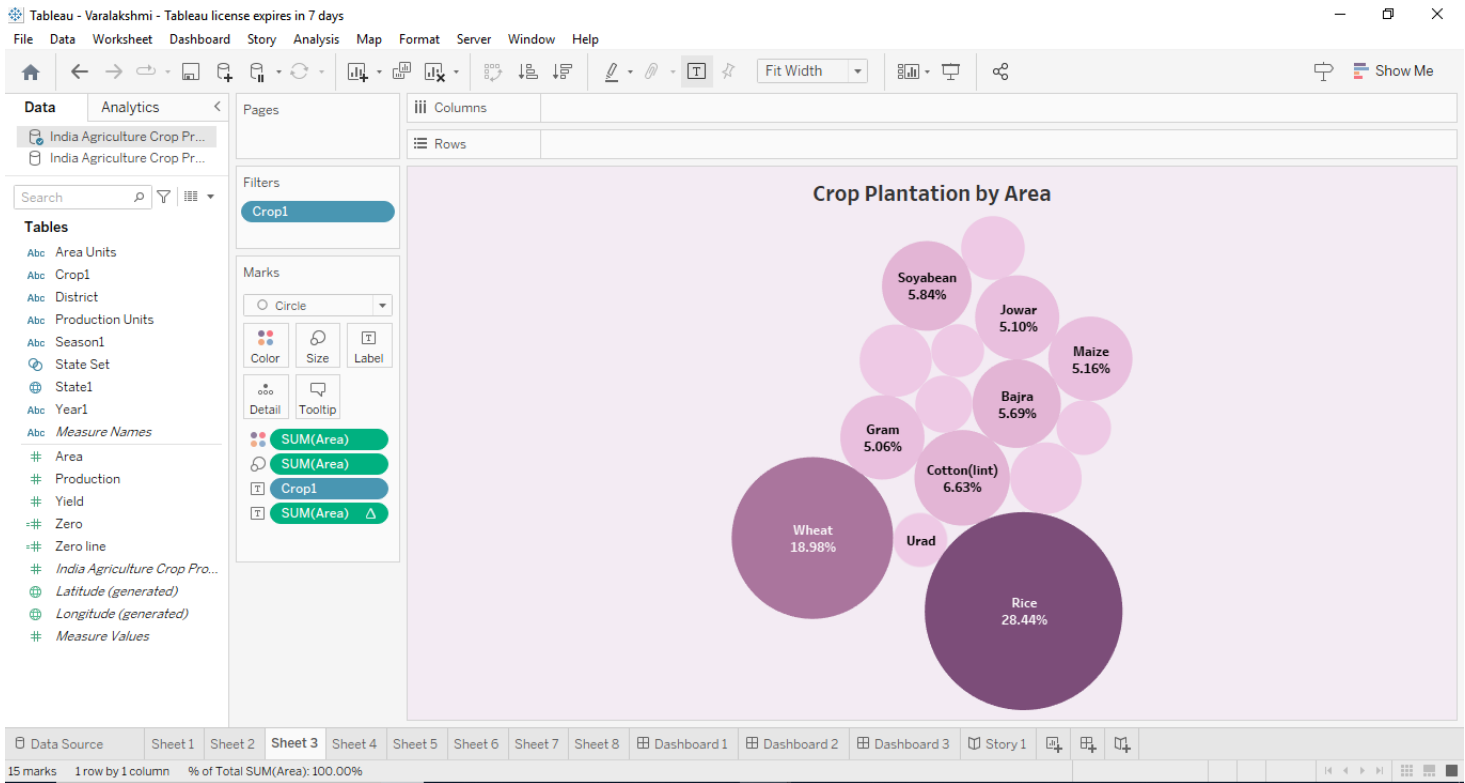 Tableau - Varalakshmi - Tableau license expires in 7 days
File Data Worksheet Dashboard Story Analysis Map Format Server Window Help
Fit Width
Show Me
Data Analytics
India Agriculture Crop Pr...
India Agriculture Crop Pr...
Search
Tables
Abc Area Units
Abc Crop1
Abc District
Abc Production Units
Abc Season1
State Set
State1
Abc Year1
Abc Measure Names
# Area
# Production
# Yield
=# Zero
=# Zero line
# India Agriculture Crop Pro...
Latitude (generated)
Longitude (generated)
# Measure Values
Pages
Filters
Crop1
Marks
Circle
Color Size Label
Detail Tooltip
SUM(Area)
SUM(Area)
Crop1
SUM(Area) Δ
Columns
Rows
Crop Plantation by Area
Soyabean
5.84%
Jowar
5.10%
Maize
5.16%
Bajra
5.69%
Gram
5.06%
Cotton(lint)
6.63%
Wheat
18.98%
Urad
Rice
28.44%
Data Source Sheet 1 Sheet 2 Sheet 3 Sheet 4 Sheet 5 Sheet 6 Sheet 7 Sheet 8 Dashboard 1 Dashboard 2 Dashboard 3 Story 1
15 marks 1 row by 1 column % of Total SUM(Area): 100.00%